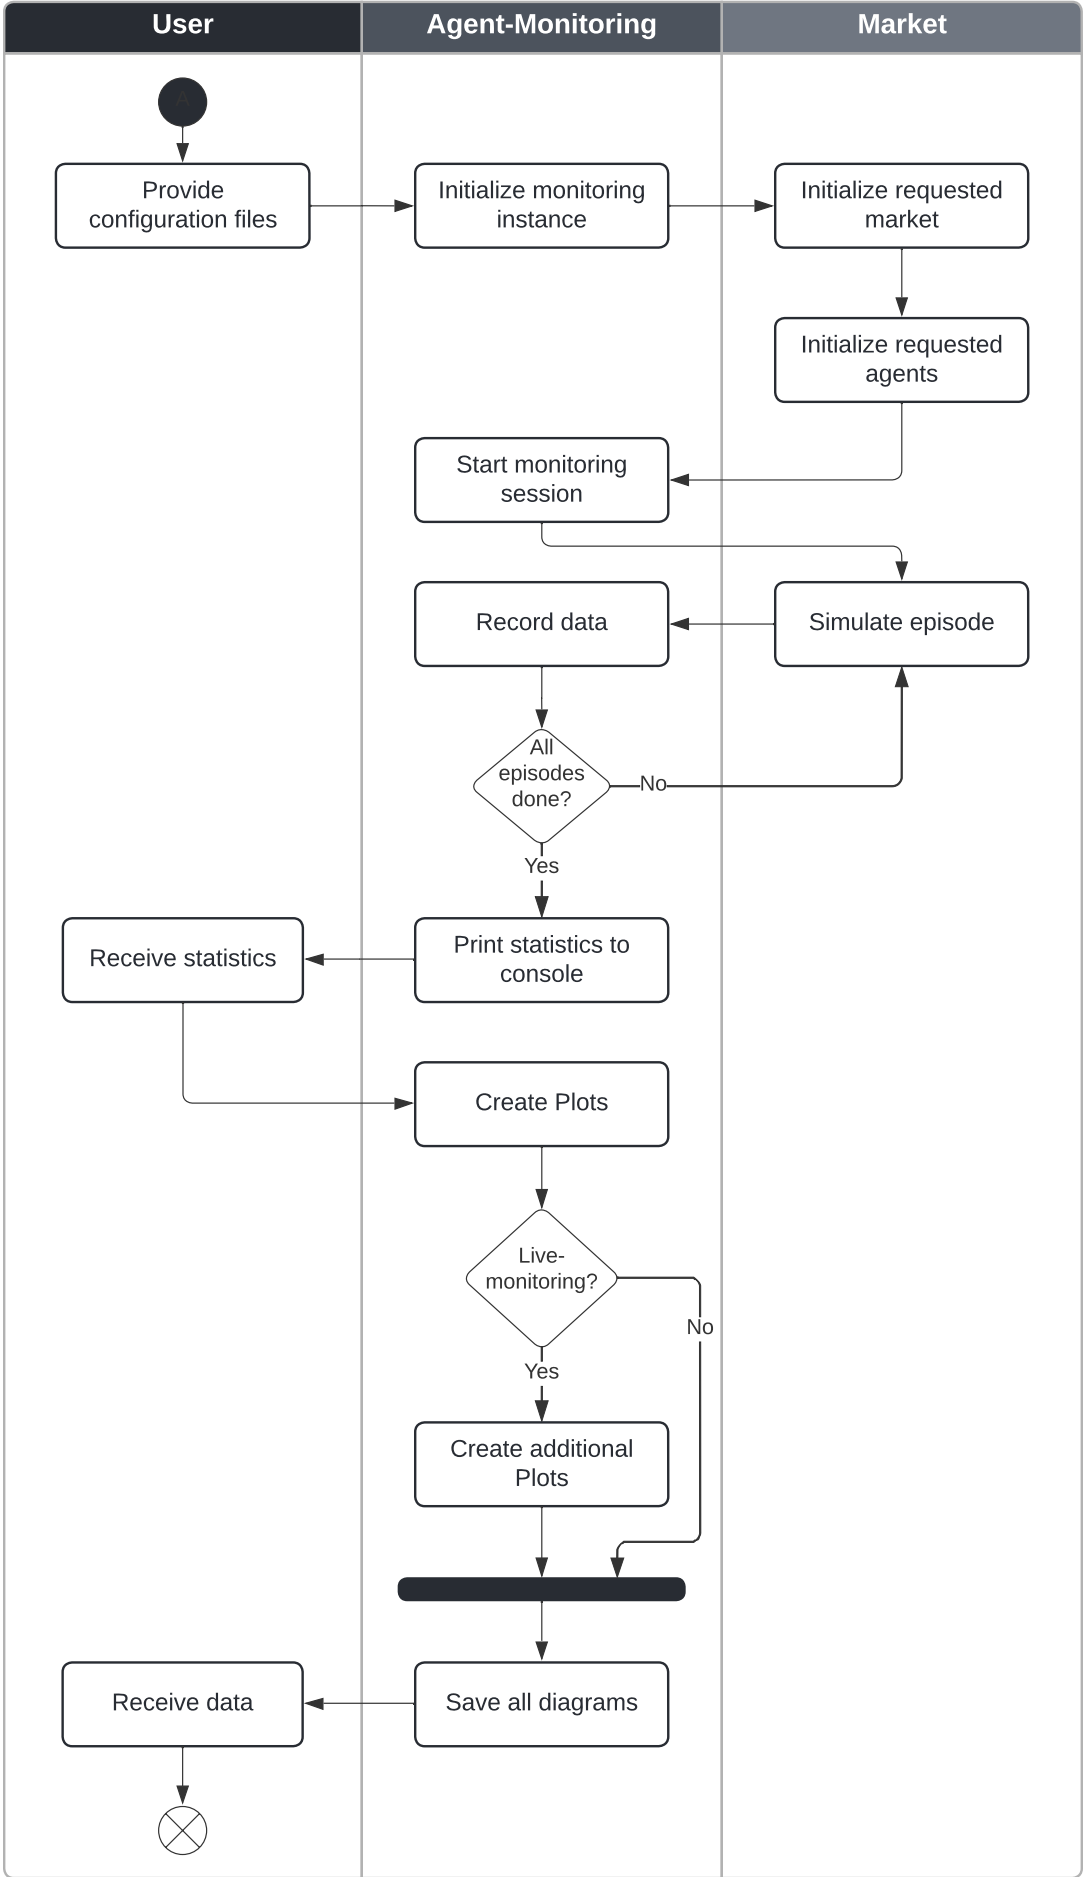 User
Agent-Monitoring
Market
A
Provide
configuration files
Initialize monitoring
instance
Initialize requested
market
Initialize requested
agents
Start monitoring
session
Record data
Simulate episode
All
episodes
done?
No
Yes
Receive statistics
Print statistics to
console
Create Plots
Live-
monitoring?
No
Yes
Create additional
Plots
Receive data
Save all diagrams